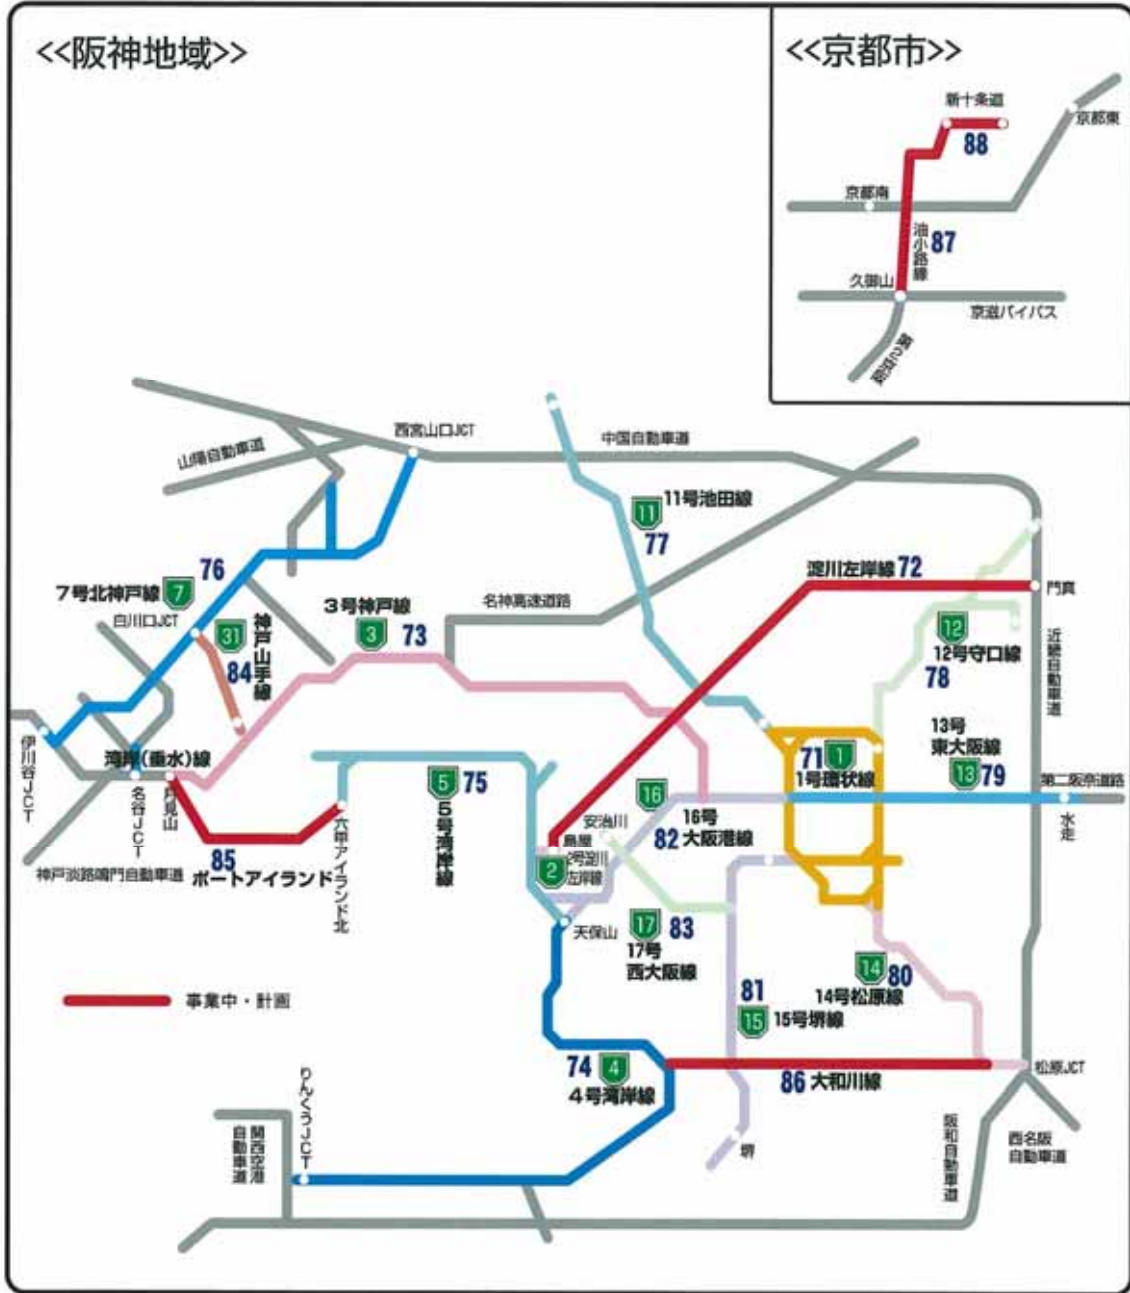 <<阪神地域>>
<<京都市>>
新十条道
88
京都東
京都南
油小路線
87
久御山
京滋バイパス
第2京阪
西宮山口JCT
中国自動車道
山陽自動車道
11
11号池田線
77
76
7号北神戸線
7
白川口JCT
31
神戸山手線
84
3号神戸線
3
73
名神高速道路
淀川左岸線 72
門真
近畿自動車道
12
12号守口線
78
13号
東大阪線
13
79
第二阪奈道路
水走
71
1
1号環状線
伊川谷JCT
湾岸(垂水)線
名谷JCT
月見山
85
ポートアイランド
神戸淡路鳴門自動車道
六甲アイランド北
5
75
5号湾岸線
16
82
16号
大阪港線
安治川
島屋
2
2号淀川
左岸線
天保山
17
83
17号
西大阪線
14
80
14号松原線
81
15
15号堺線
事業中・計画
74
4
4号湾岸線
86 大和川線
松原JCT
りんくうJCT
関西空港
自動車道
堺
阪和自動車道
西名阪
自動車道